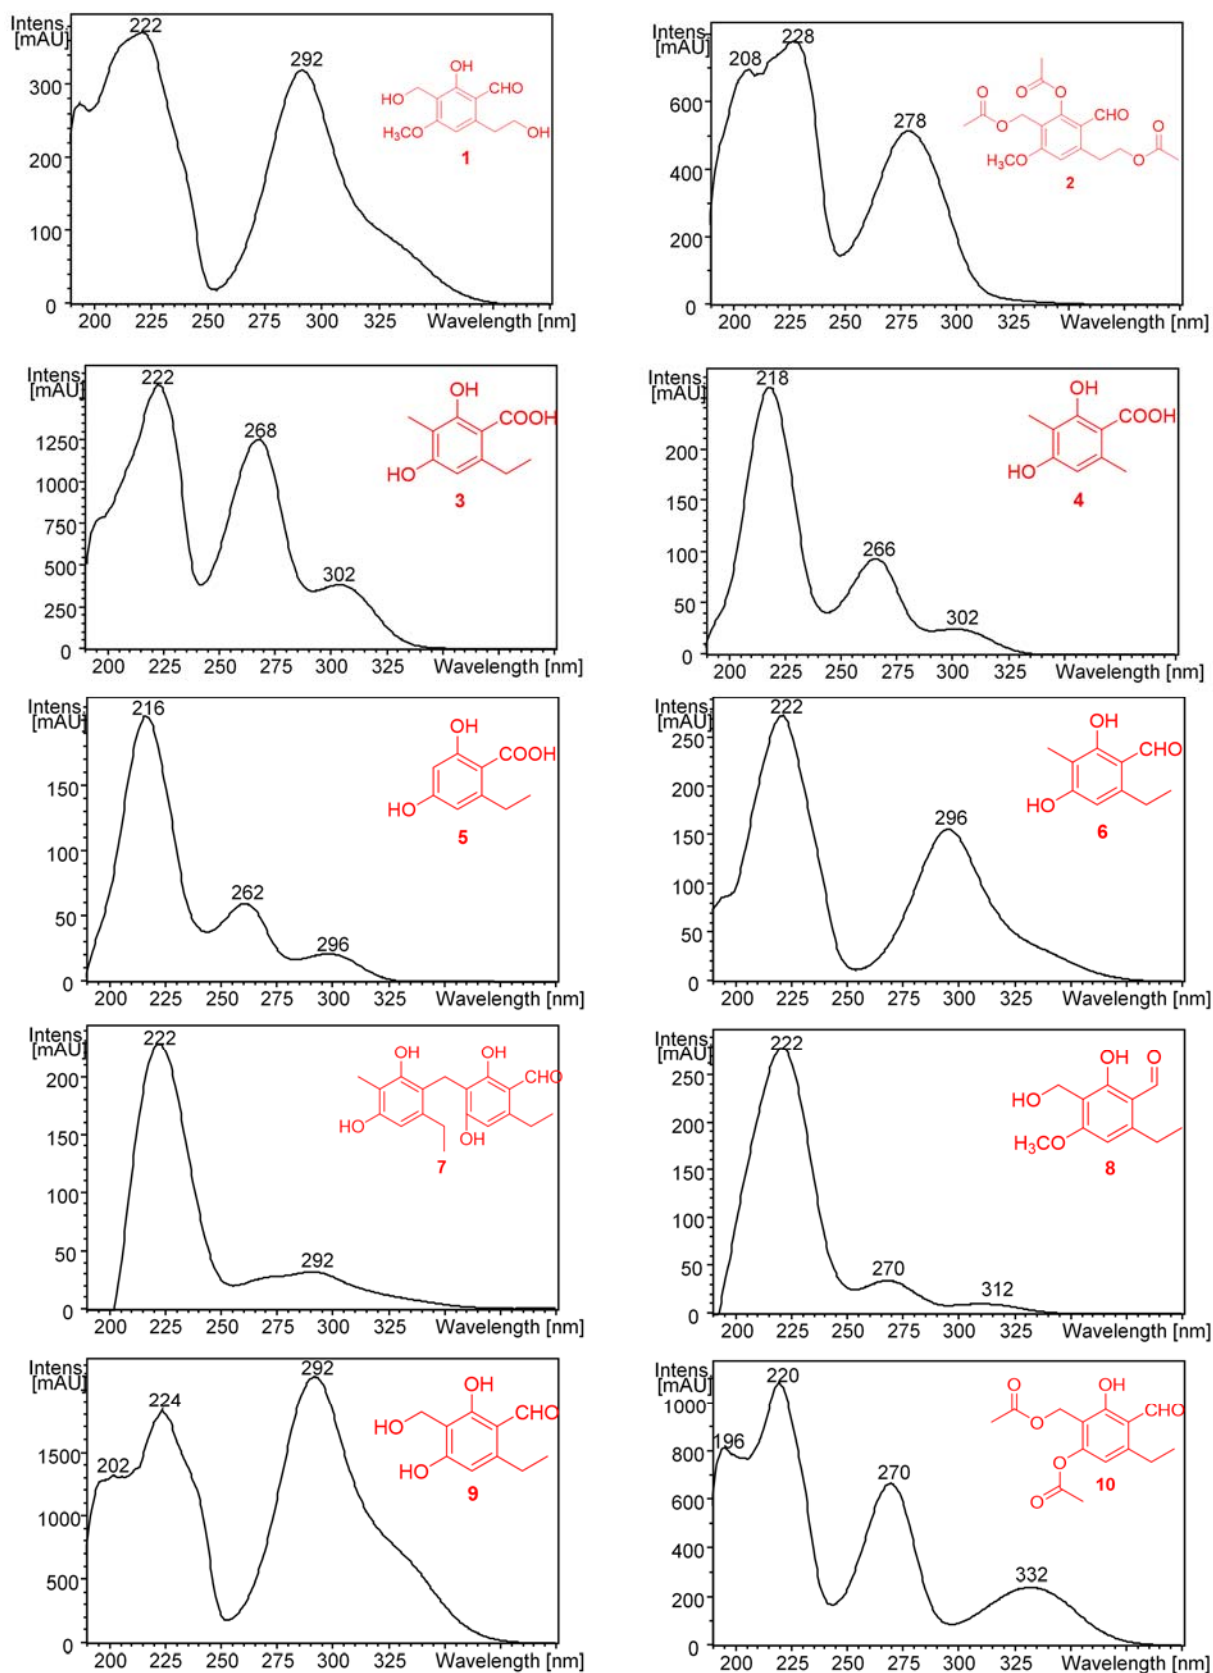 Intens.
[mAU]
222
292
300
200
100
0
200 225 250 275 300 325 Wavelength [nm]
OH
CHO
HO
H3CO
OH
1
Intens.
[mAU]
208
228
278
600
400
200
0
200 225 250 275 300 325 Wavelength [nm]
O
O
O
O
CHO
H3CO
O
O
2
Intens.
[mAU]
222
268
302
1250
1000
750
500
250
0
200 225 250 275 300 325 Wavelength [nm]
OH
COOH
HO
3
Intens.
[mAU]
218
266
302
200
150
100
50
0
200 225 250 275 300 325 Wavelength [nm]
OH
COOH
HO
4
Intens.
[mAU]
216
262
296
150
100
50
0
200 225 250 275 300 325 Wavelength [nm]
OH
COOH
HO
5
Intens.
[mAU]
222
296
250
200
150
100
50
0
200 225 250 275 300 325 Wavelength [nm]
OH
CHO
HO
6
Intens.
[mAU]
222
292
200
150
100
50
0
200 225 250 275 300 325 Wavelength [nm]
OH OH
CHO
HO
OH
7
Intens.
[mAU]
222
270
312
250
200
150
100
50
0
200 225 250 275 300 325 Wavelength [nm]
OH O
HO
H3CO
8
Intens.
[mAU]
202
224
292
1500
1000
500
0
200 225 250 275 300 325 Wavelength [nm]
OH
CHO
HO
HO
9
Intens.
[mAU]
196
220
270
332
1000
800
600
400
200
0
200 225 250 275 300 325 Wavelength [nm]
O
OH
O
CHO
O
O
10